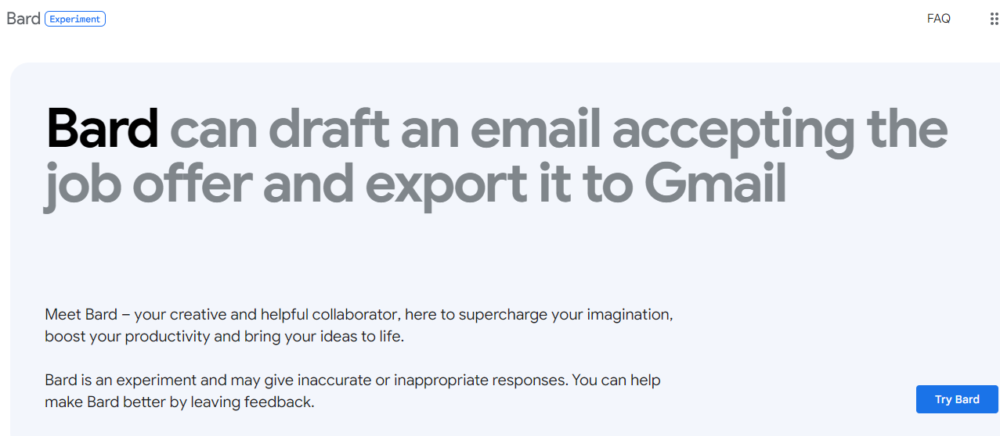 Bard Experiment
FAQ
Bard can draft an email accepting the
job offer and export it to Gmail
Meet Bard – your creative and helpful collaborator, here to supercharge your imagination,
boost your productivity and bring your ideas to life.
Bard is an experiment and may give inaccurate or inappropriate responses. You can help
make Bard better by leaving feedback.
Try Bard